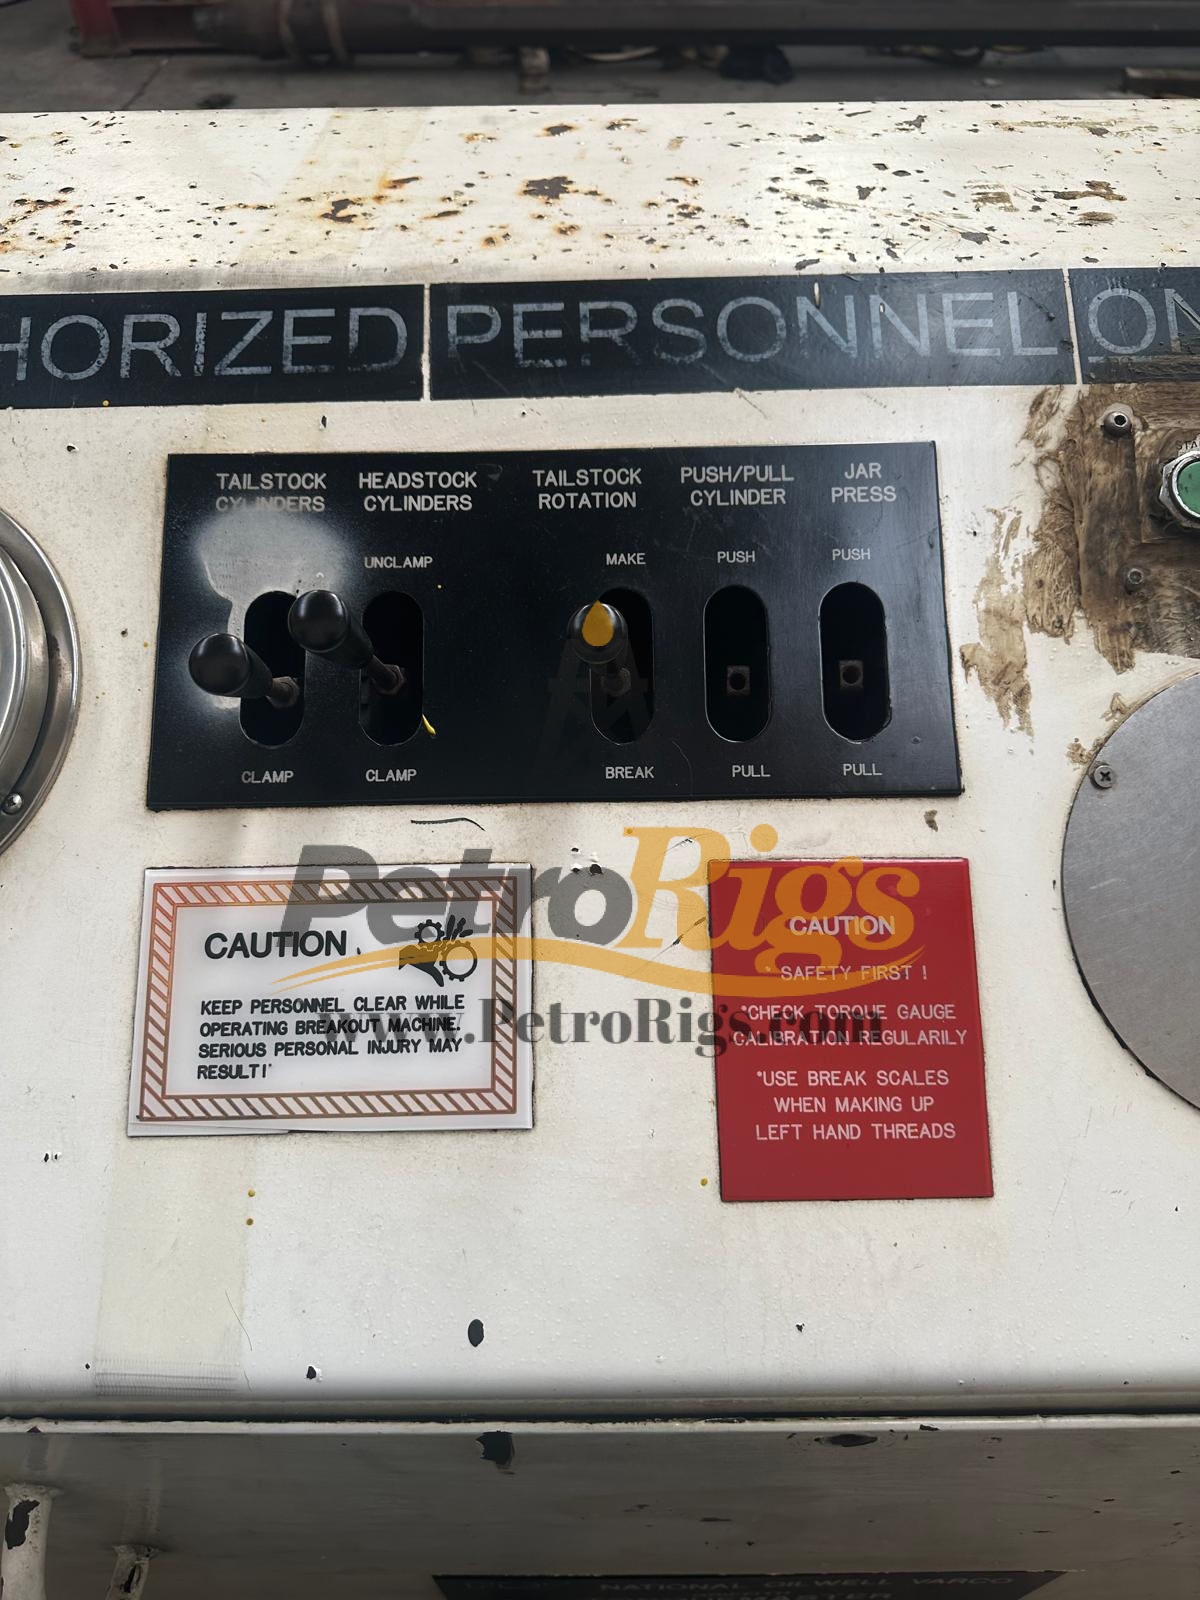 HORIZED PERSONNEL ON
STA
TAILSTOCK
CYLINDERS
HEADSTOCK
CYLINDERS
TAILSTOCK
ROTATION
PUSH/PULL
CYLINDER
JAR
PRESS
UNCLAMP
MAKE
PUSH
PUSH
CLAMP
CLAMP
BREAK
PULL
PULL
PetroRigs
www.PetroRigs.com
CAUTION
KEEP PERSONNEL CLEAR WHILE
OPERATING BREAKOUT MACHINE.
SERIOUS PERSONAL INJURY MAY
RESULT!
CAUTION
* SAFETY FIRST !
*CHECK TORQUE GAUGE
CALIBRATION REGULARILY
*USE BREAK SCALES
WHEN MAKING UP
LEFT HAND THREADS
NATIONAL OILWELL VARCO